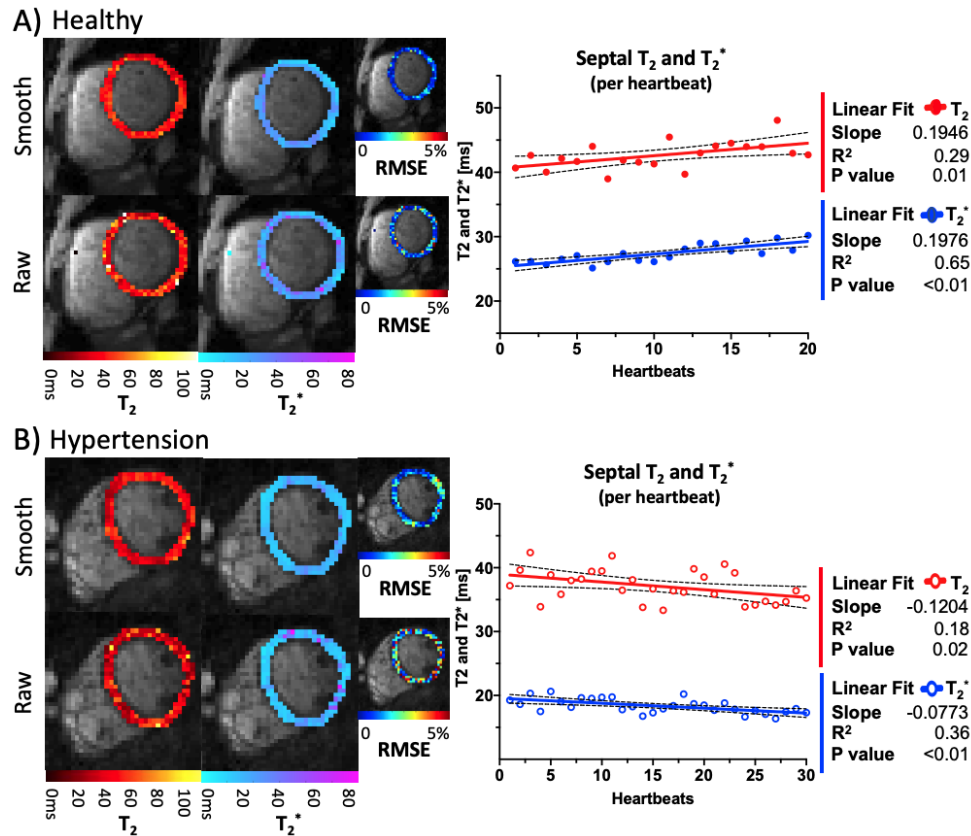 A) Healthy
Smooth
Raw
0
5%
RMSE
0
5%
RMSE
0ms
20
40
60
80
100
T2
0ms
20
40
60
80
T2*
Septal T2 and T2*
(per heartbeat)
T2 and T2* [ms]
50
40
30
20
0
5
10
15
20
Heartbeats
Linear Fit T2
Slope 0.1946
R² 0.29
P value 0.01
Linear Fit T2*
Slope 0.1976
R² 0.65
P value <0.01
B) Hypertension
Smooth
Raw
0
5%
RMSE
0
5%
RMSE
0ms
20
40
60
80
100
T2
0ms
20
40
60
80
T2*
Septal T2 and T2*
(per heartbeat)
T2 and T2* [ms]
50
40
30
20
0
5
10
15
20
25
30
Heartbeats
Linear Fit T2
Slope -0.1204
R² 0.18
P value 0.02
Linear Fit T2*
Slope -0.0773
R² 0.36
P value <0.01